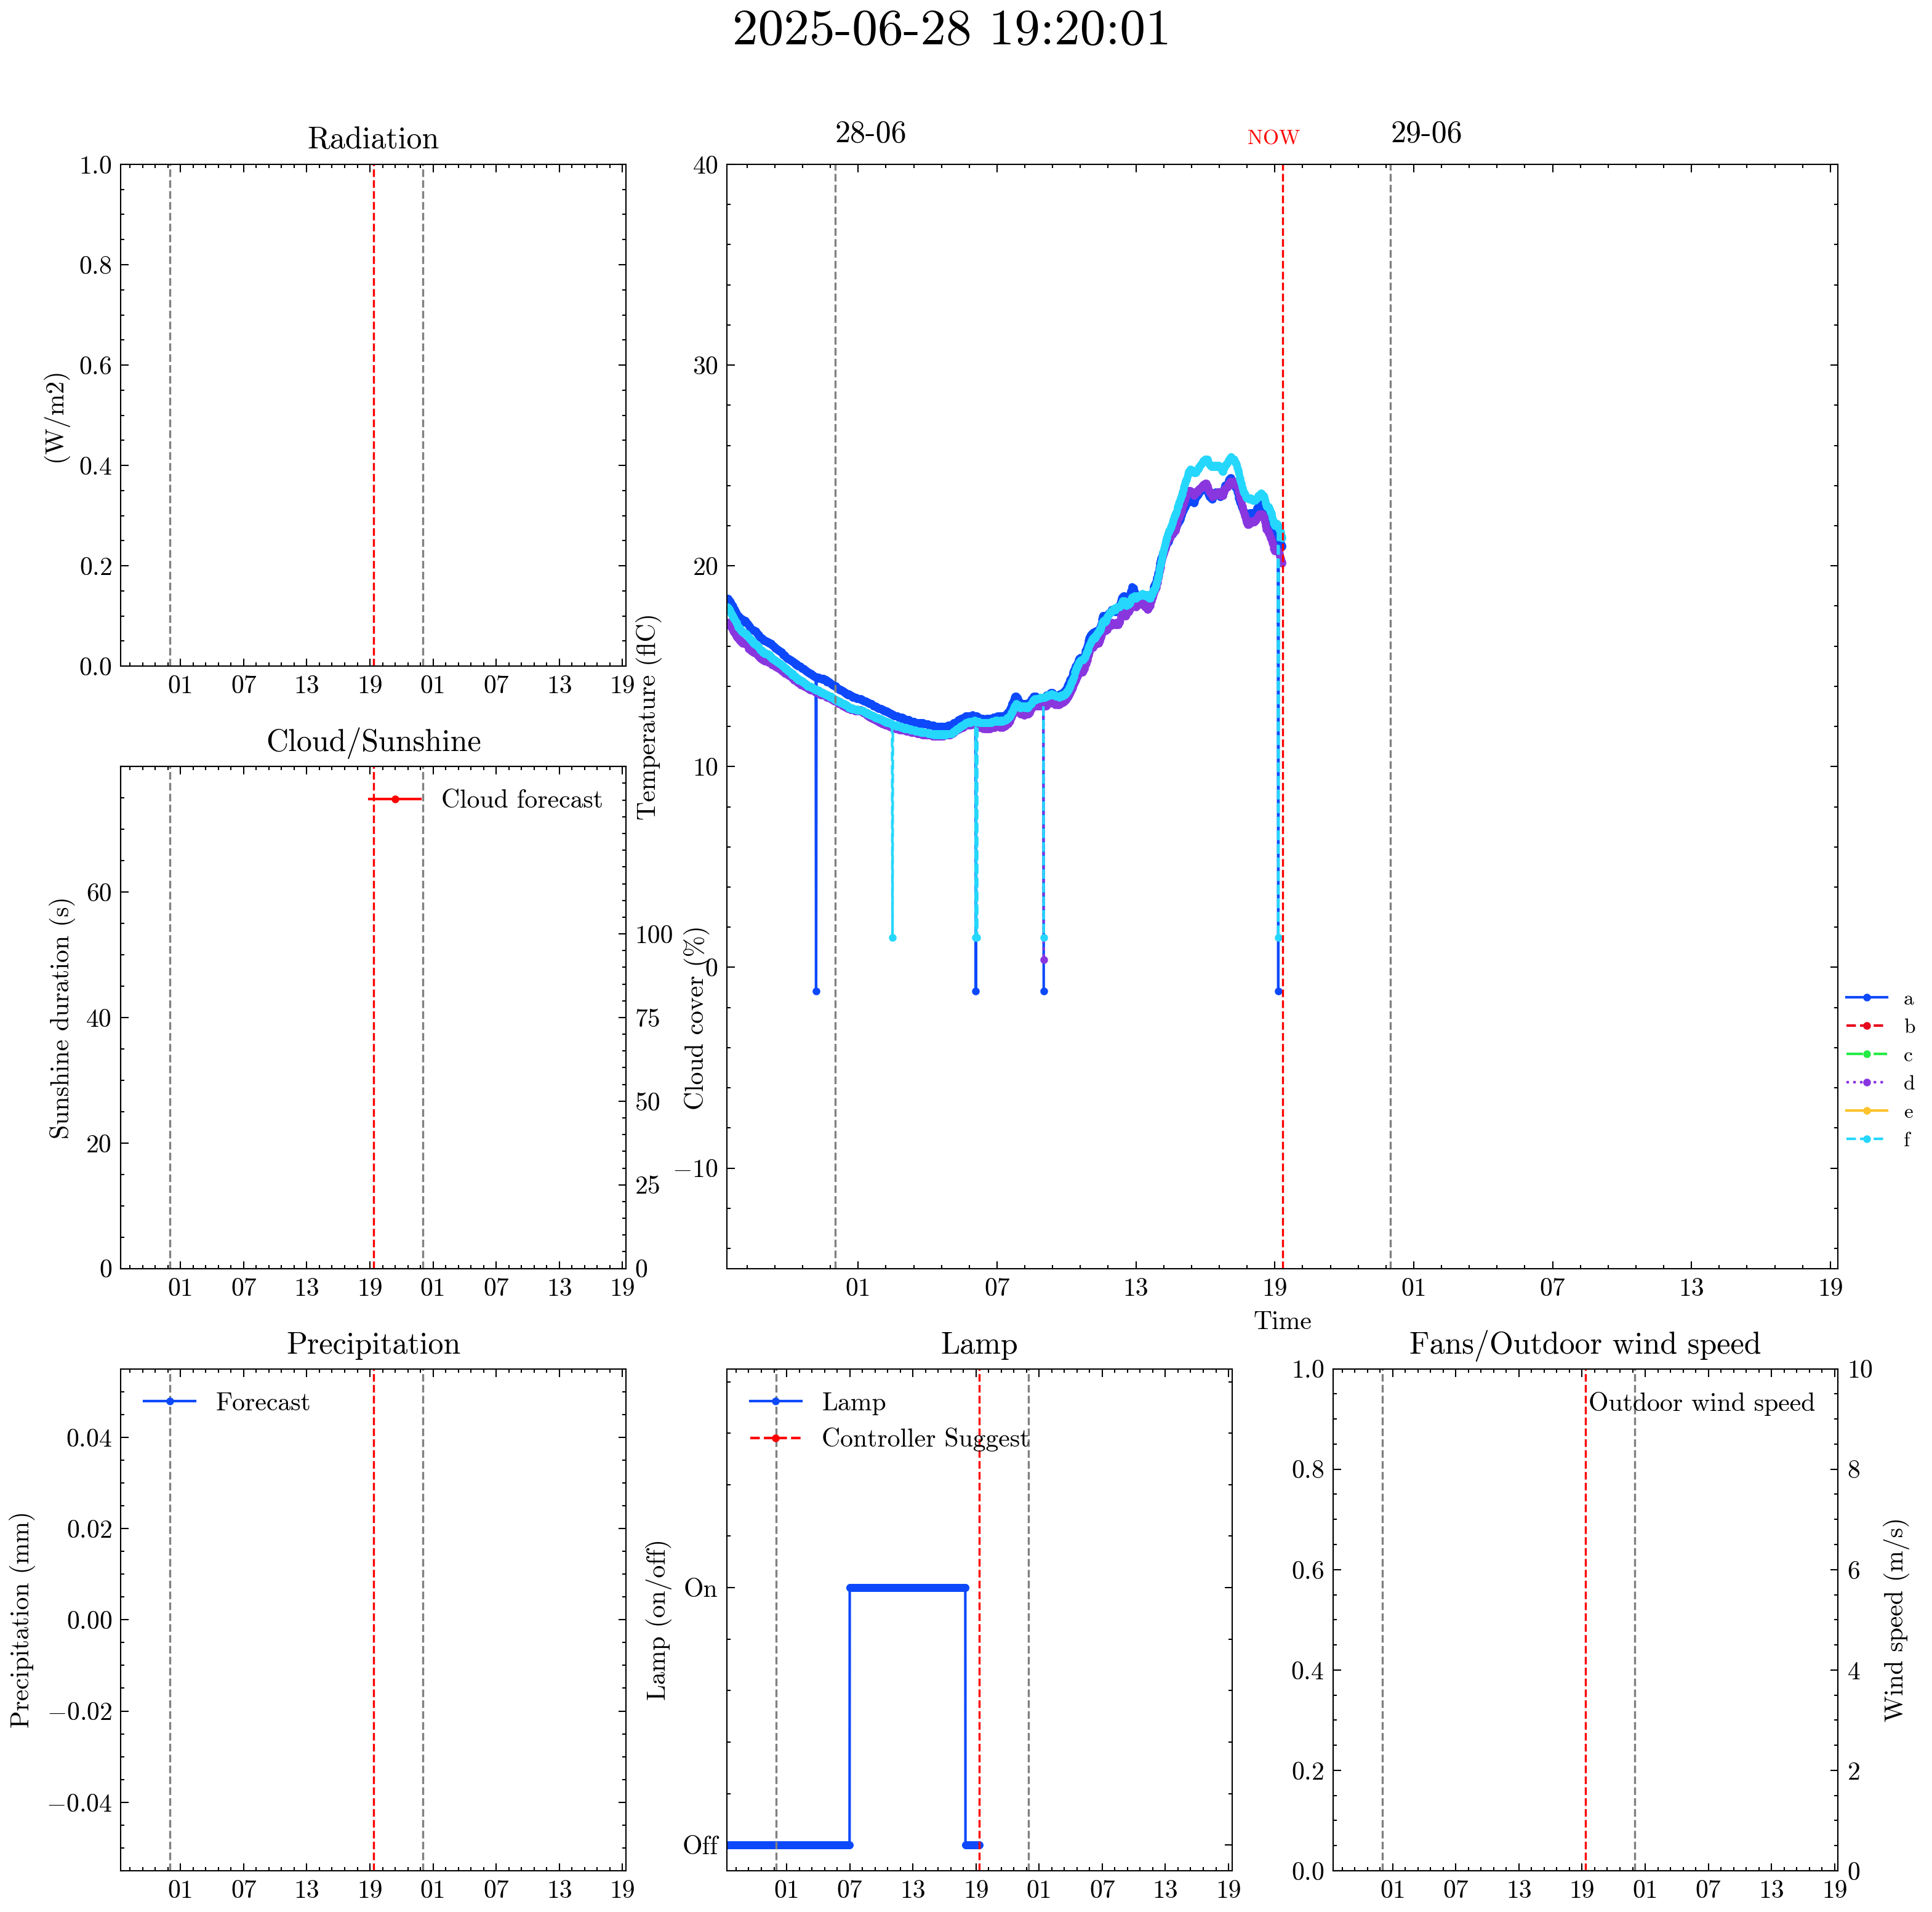 2025-06-28 19:20:01
Radiation
(W/m2)
1.0
0.8
0.6
0.4
0.2
0.0
01 07 13 19 01 07 13 19
28-06 NOW 29-06
Temperature (flC)
40
30
20
10
0
−10
01 07 13 19 01 07 13 19
Time
a
b
c
d
e
f
Cloud/Sunshine
Cloud forecast
Sunshine duration (s)
60
40
20
0
Cloud cover (%)
100
75
50
25
0
01 07 13 19 01 07 13 19
Precipitation
Forecast
Precipitation (mm)
0.04
0.02
0.00
−0.02
−0.04
01 07 13 19 01 07 13 19
Lamp
Lamp
Controller Suggest
Lamp (on/off)
On
Off
01 07 13 19 01 07 13 19
Fans/Outdoor wind speed
Outdoor wind speed
1.0
0.8
0.6
0.4
0.2
0.0
Wind speed (m/s)
10
8
6
4
2
0
01 07 13 19 01 07 13 19